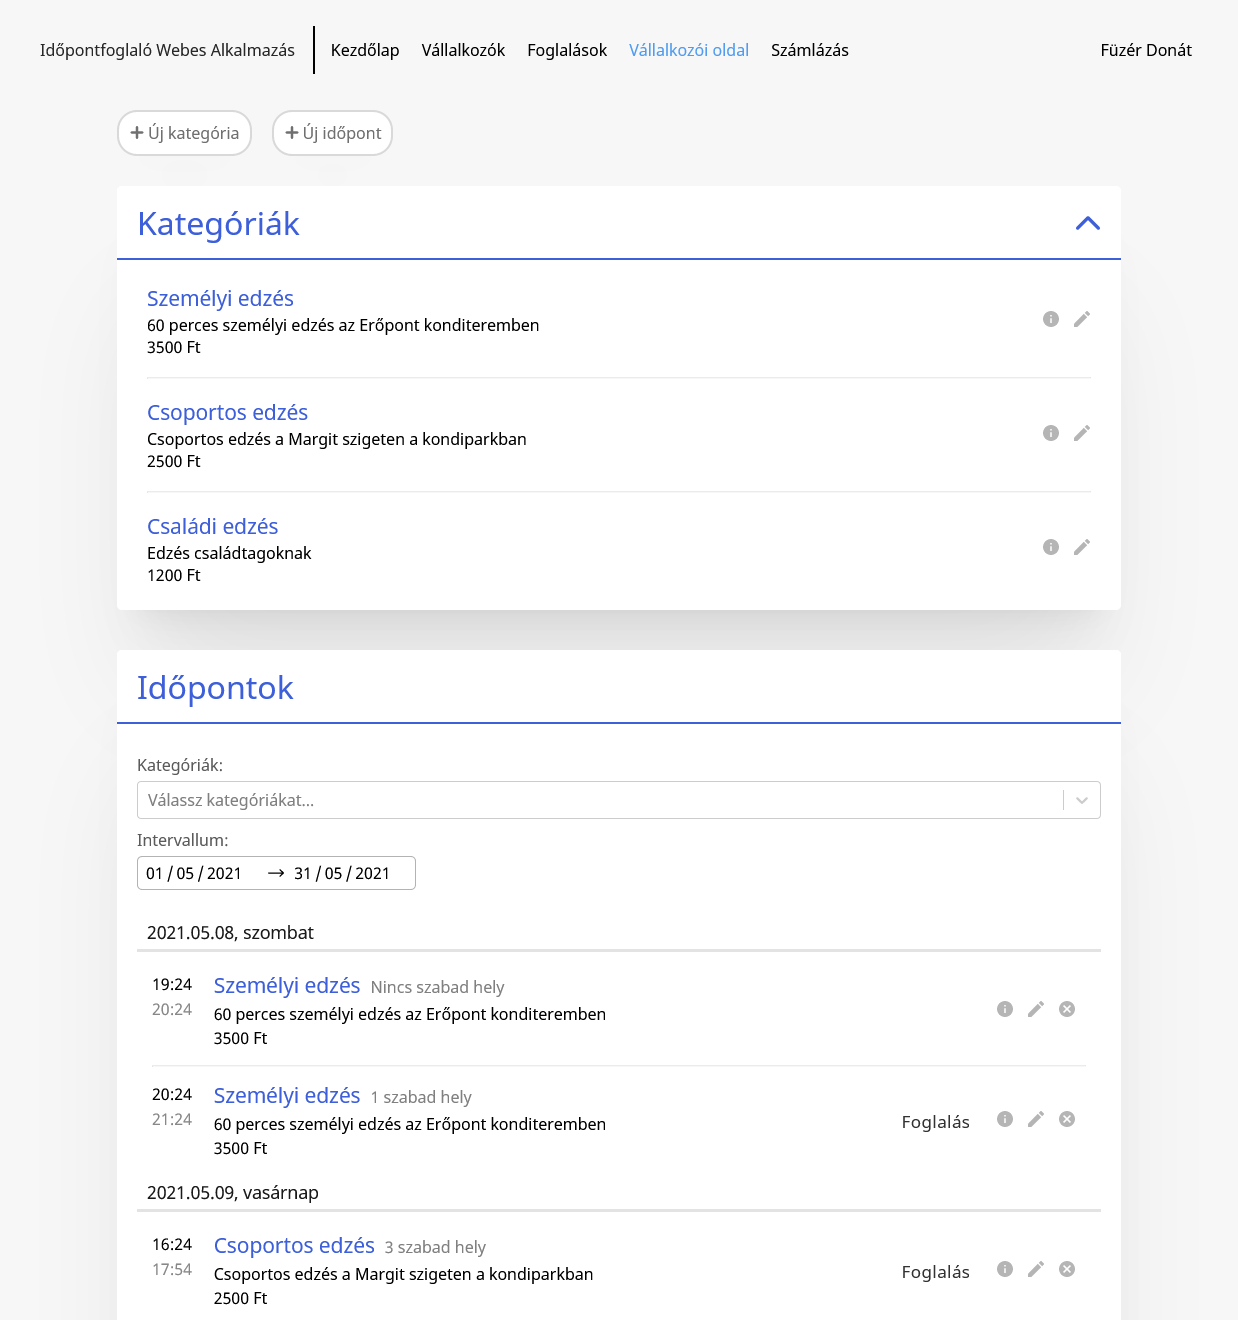 Időpontfoglaló Webes Alkalmazás Kezdőlap Vállalkozók Foglalások Vállalkozói oldal Számlázás Füzér Donát
Új kategória Új időpont
Kategóriák
Személyi edzés
60 perces személyi edzés az Erőpont konditeremben
3500 Ft
Csoportos edzés
Csoportos edzés a Margit szigeten a kondiparkban
2500 Ft
Családi edzés
Edzés családtagoknak
1200 Ft
Időpontok
Kategóriák:
Válassz kategóriákat...
Intervallum:
01 / 05 / 2021 → 31 / 05 / 2021
2021.05.08, szombat
19:24 Személyi edzés Nincs szabad hely
20:24 60 perces személyi edzés az Erőpont konditeremben
3500 Ft
20:24 Személyi edzés 1 szabad hely
21:24 60 perces személyi edzés az Erőpont konditeremben Foglalás
3500 Ft
2021.05.09, vasárnap
16:24 Csoportos edzés 3 szabad hely
17:54 Csoportos edzés a Margit szigeten a kondiparkban Foglalás
2500 Ft